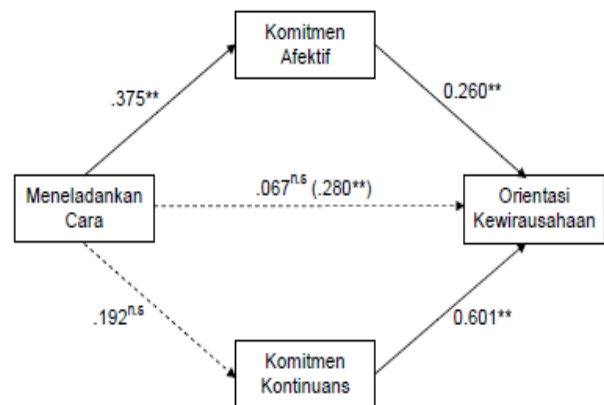 Komitmen
Afektif
.375**
0.260**
Meneladankan
Cara
.067n.s (.280**)
Orientasi
Kewirausahaan
.192n.s
0.601**
Komitmen
Kontinuans